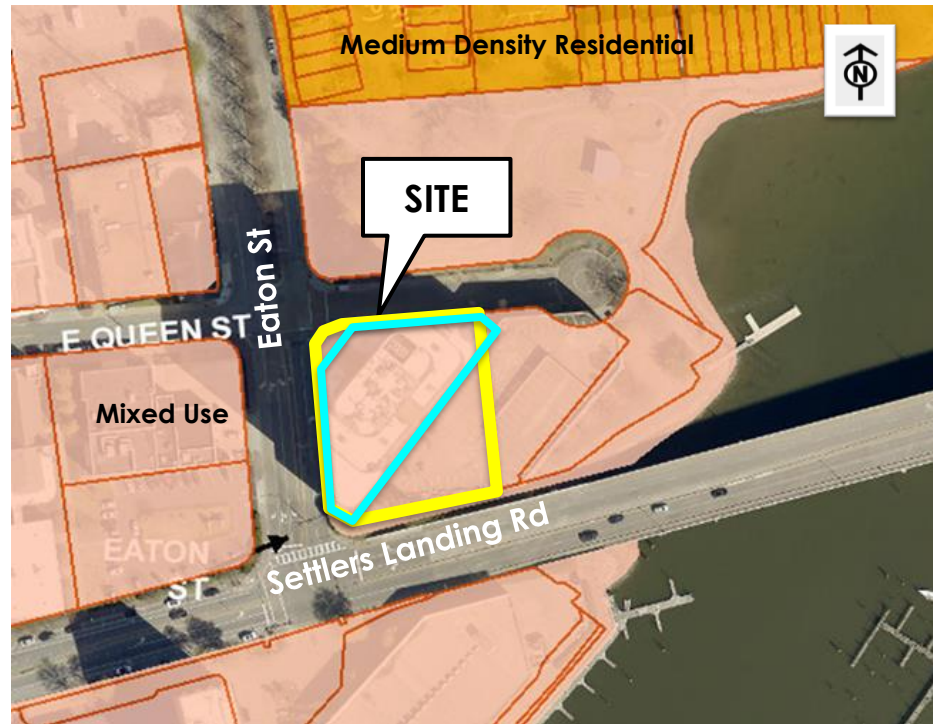 Medium Density Residential
N
SITE
Eaton St
E QUEEN ST
Mixed Use
EATON
ST
Settlers Landing Rd